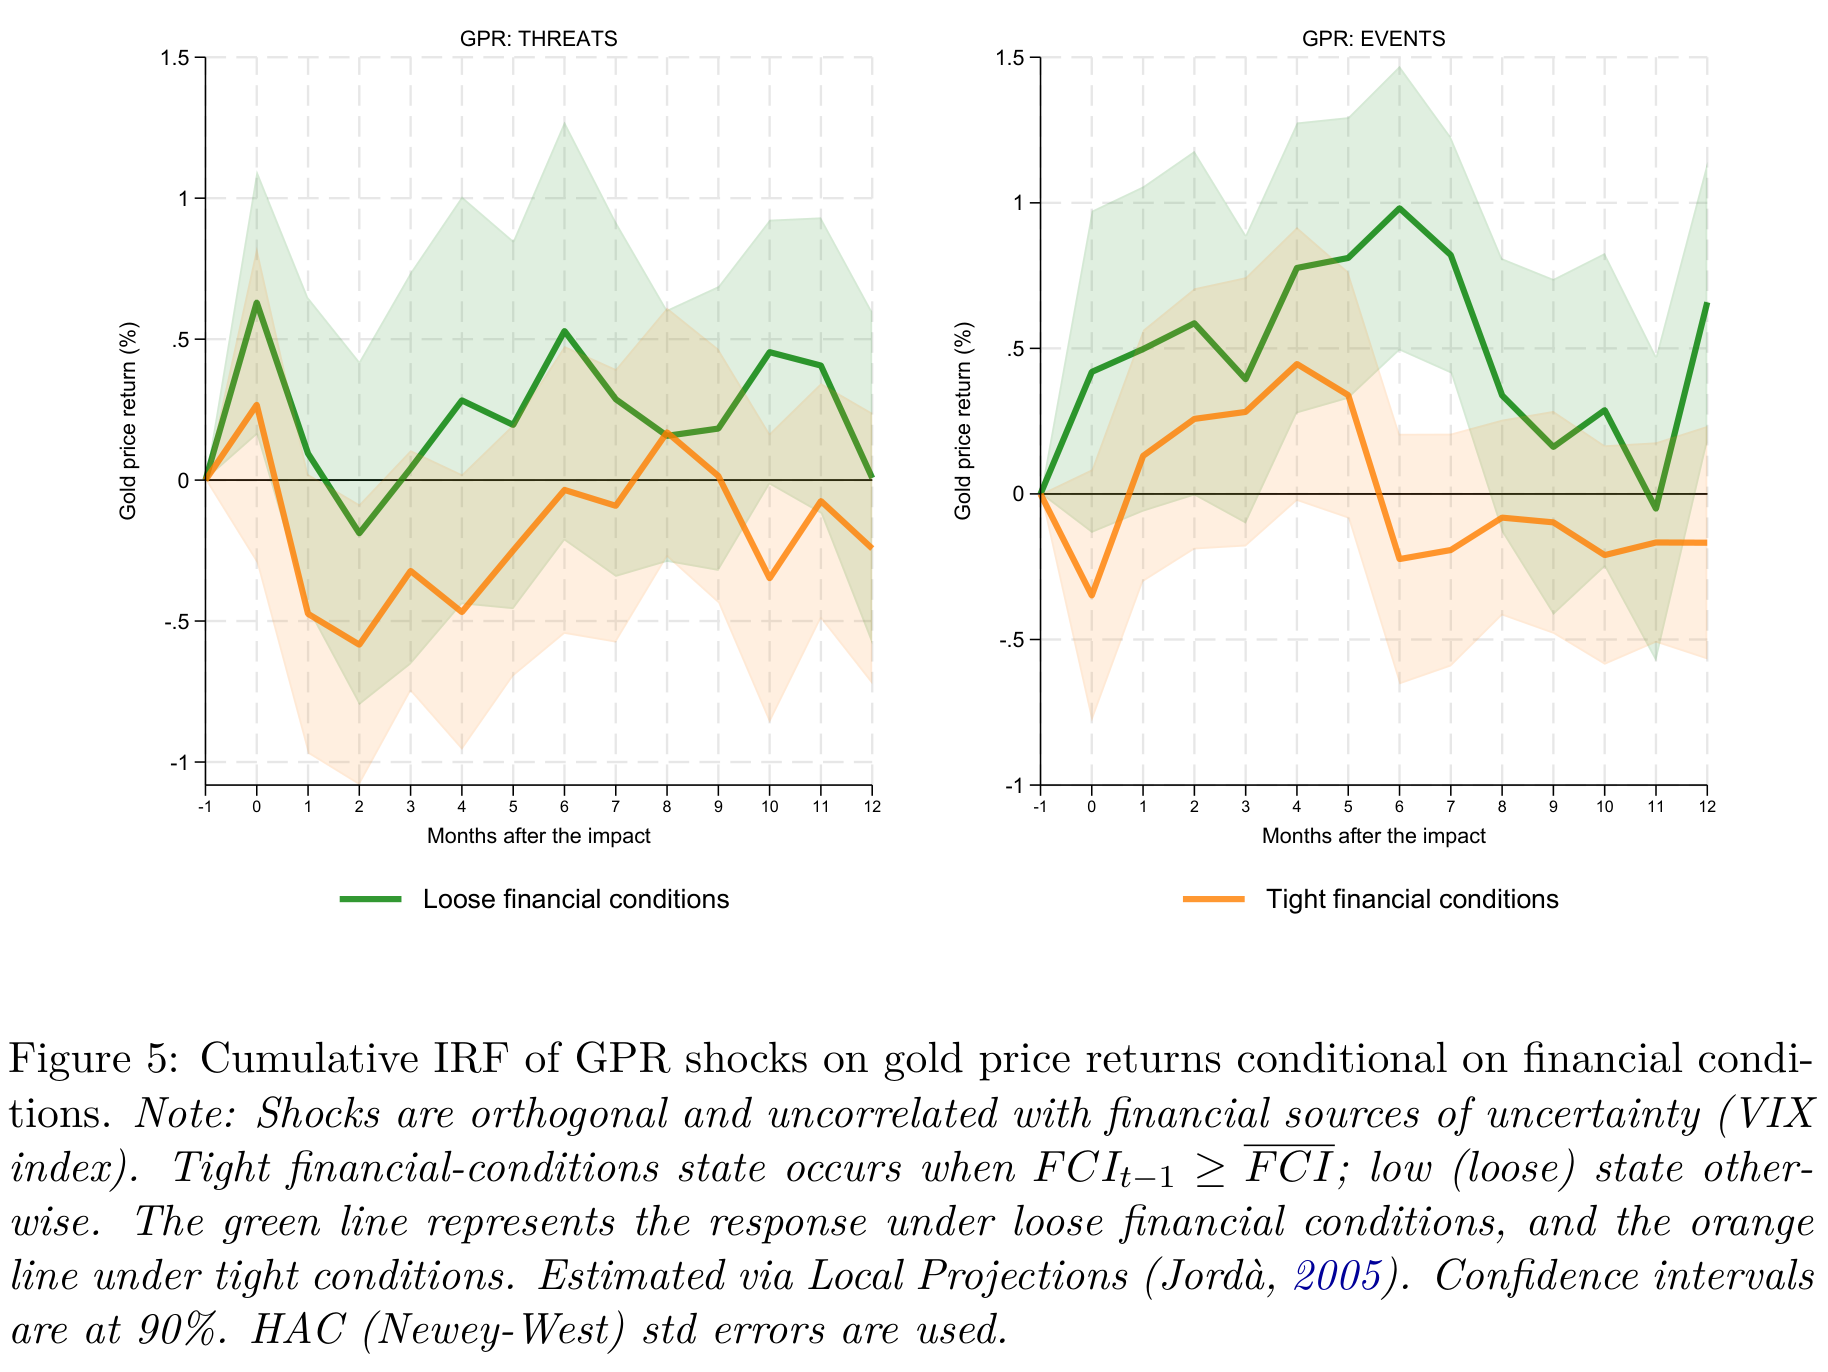 GPR: THREATS
1.5
1
.5
0
-.5
-1
Gold price return (%)
-1 0 1 2 3 4 5 6 7 8 9 10 11 12
Months after the impact
GPR: EVENTS
1.5
1
.5
0
-.5
-1
Gold price return (%)
-1 0 1 2 3 4 5 6 7 8 9 10 11 12
Months after the impact
Loose financial conditions
Tight financial conditions
Figure 5: Cumulative IRF of GPR shocks on gold price returns conditional on financial condi-
tions. Note: Shocks are orthogonal and uncorrelated with financial sources of uncertainty (VIX
index). Tight financial-conditions state occurs when $FCI_{t-1} \geq \overline{FCI}$; low (loose) state other-
wise. The green line represents the response under loose financial conditions, and the orange
line under tight conditions. Estimated via Local Projections (Jordà, 2005). Confidence intervals
are at 90%. HAC (Newey-West) std errors are used.